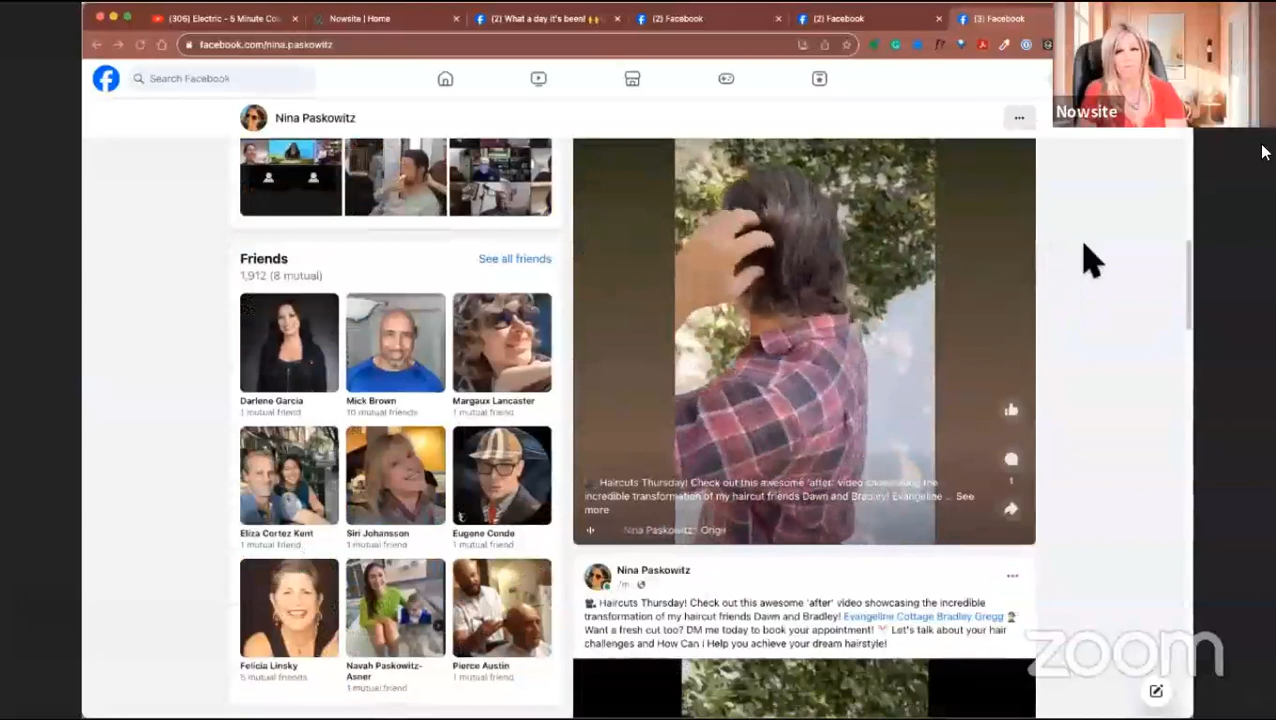 (306) Electric - 5 Minute Cou
Nowsite | Home
(2) What a day it's been! 🙌
(2) Facebook
(2) Facebook
(3) Facebook
facebook.com/nina.paskowitz
Search Facebook
Nowsite
Nina Paskowitz
Friends
See all friends
1,912 (8 mutual)
Darlene Garcia
1 mutual friend
Mick Brown
10 mutual friends
Margaux Lancaster
1 mutual friend
Eliza Cortez Kent
1 mutual friend
Siri Johansson
1 mutual friend
Eugene Conde
1 mutual friend
Felicia Linsky
5 mutual friends
Navah Paskowitz-
Asner
1 mutual friend
Pierce Austin
1 mutual friend
Haircuts Thursday! Check out this awesome 'after' video showcasing the
incredible transformation of my haircut friends Dawn and Bradley! Evangeline ... See
more
Nina Paskowitz · Origi
1
Nina Paskowitz
7m
Haircuts Thursday! Check out this awesome 'after' video showcasing the incredible
transformation of my haircut friends Dawn and Bradley! Evangeline Cottage Bradley Gregg
Want a fresh cut too? DM me today to book your appointment! Let's talk about your hair
challenges and How Can i Help you achieve your dream hairstyle!
zoom